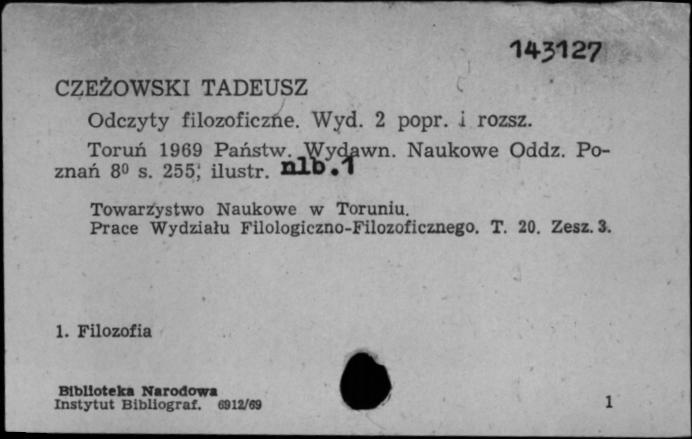 143127
CZEŻOWSKI TADEUSZ
Odczyty filozoficzne. Wyd. 2 popr. i rozsz.
Toruń 1969 Państw. Wydawn. Naukowe Oddz. Po-
znań 8⁰ s. 255, ilustr. nlb.1
Towarzystwo Naukowe w Toruniu.
Prace Wydziału Filologiczno-Filozoficznego. T. 20. Zesz. 3.
1. Filozofia
Biblioteka Narodowa
Instytut Bibliograf. 6912/69 1